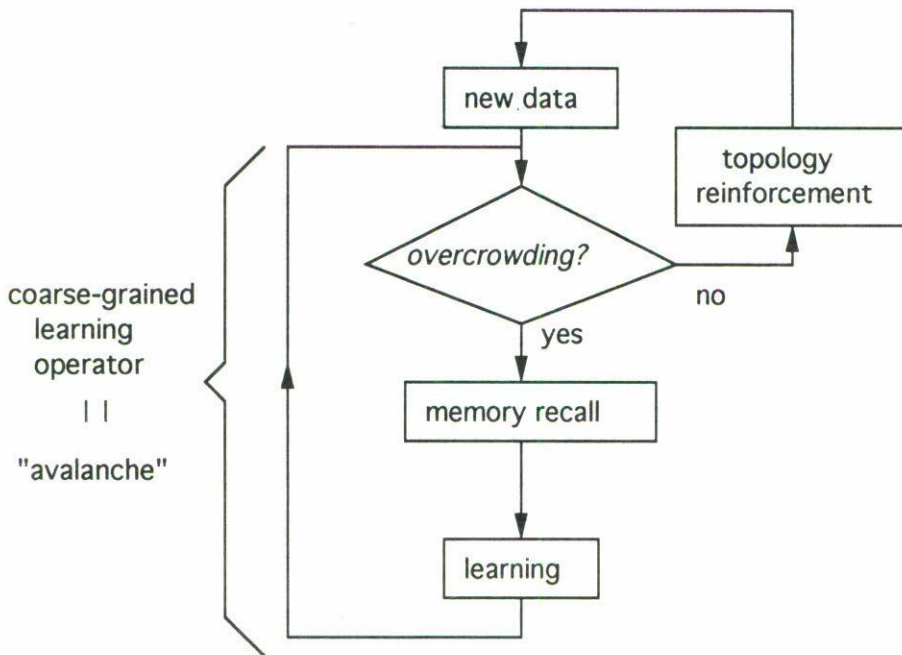 new data
topology
reinforcement
overcrowding?
no
yes
coarse-grained
learning
operator
||
"avalanche"
memory recall
learning